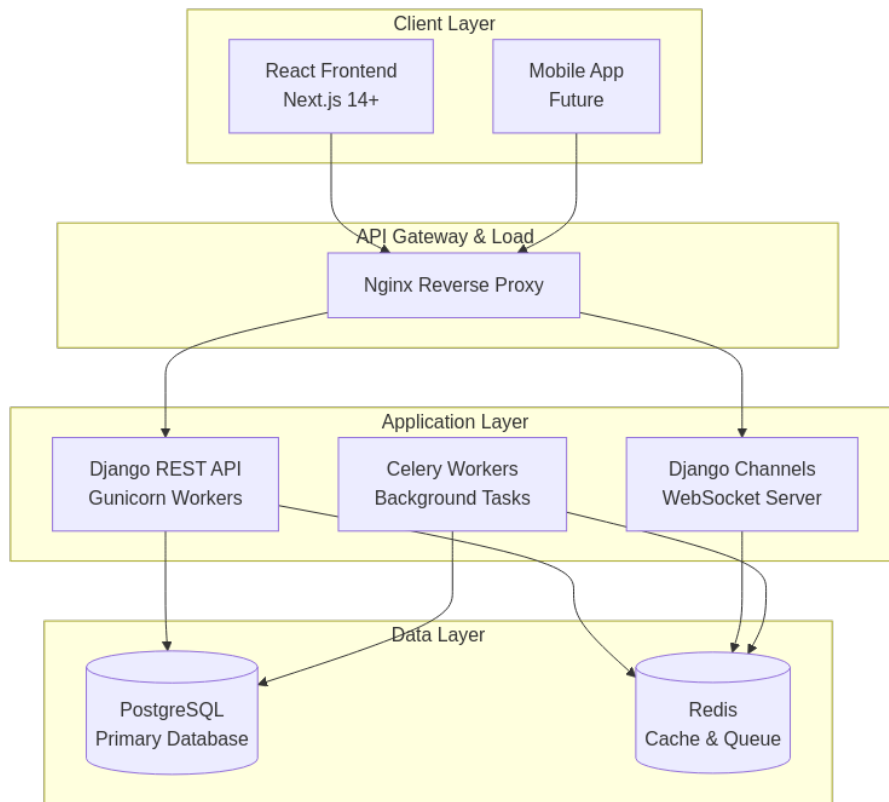 Client Layer
React Frontend
Next.js 14+
Mobile App
Future
API Gateway & Load
Nginx Reverse Proxy
Application Layer
Django REST API
Gunicorn Workers
Celery Workers
Background Tasks
Django Channels
WebSocket Server
Data Layer
PostgreSQL
Primary Database
Redis
Cache & Queue